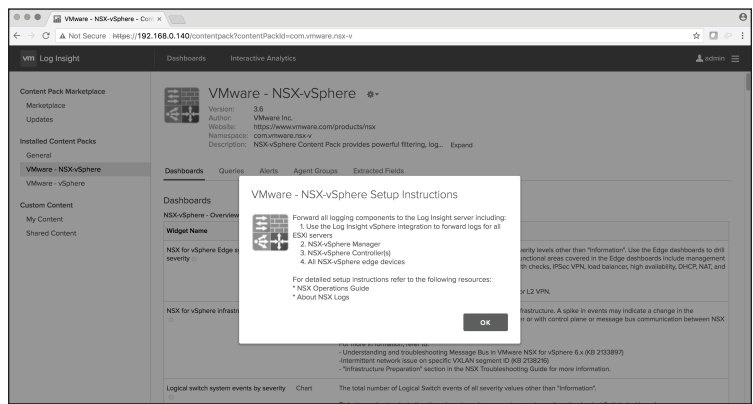 VMware - NSX-vSphere - Cont
Not Secure https://192.168.0.140/contentpack?contentPackId=com.vmware.nsx-v
vm Log Insight
Dashboards
Interactive Analytics
admin
Content Pack Marketplace
Marketplace
Updates
Installed Content Packs
General
VMware - NSX-vSphere
VMware - vSphere
Custom Content
My Content
Shared Content
VMware - NSX-vSphere
Version: 3.6
Author: VMware Inc.
Website: https://www.vmware.com/products/nsx
Namespace: com.vmware.nsx-v
Description: NSX-vSphere Content Pack provides powerful filtering, log... Expand
Dashboards Queries Alerts Agent Groups Extracted Fields
Dashboards
NSX-vSphere - Overview
Widget Name
NSX for vSphere Edge sy
severity
verity levels other than "Information". Use the Edge dashboards to drill
unctional areas covered in the Edge dashboards include management
th checks, IPSec VPN, load balancer, high availability, DHCP, NAT, and
or L2 VPN.
NSX for vSphere infrastru
frastructure. A spike in events may indicate a change in the
er or with control plane or message bus communication between NSX
VMware - NSX-vSphere Setup Instructions
Forward all logging components to the Log Insight server including:
1. Use the Log Insight vSphere integration to forward logs for all
ESXI servers
2. NSX-vSphere Manager
3. NSX-vSphere Controller(s)
4. All NSX-vSphere edge devices
For detailed setup instructions refer to the following resources:
* NSX Operations Guide
* About NSX Logs
OK
For more in formation, refer to:
- Understanding and troubleshooting Message Bus in VMware NSX for vSphere 6.x (KB 2133897)
-Intermittent network issue on specific VXLAN segment ID (KB 2138216)
- "Infrastructure Preparation" section in the NSX Troubleshooting Guide for more information.
Logical switch system events by severity Chart The total number of Logical Switch events of all severity values other than "Information".